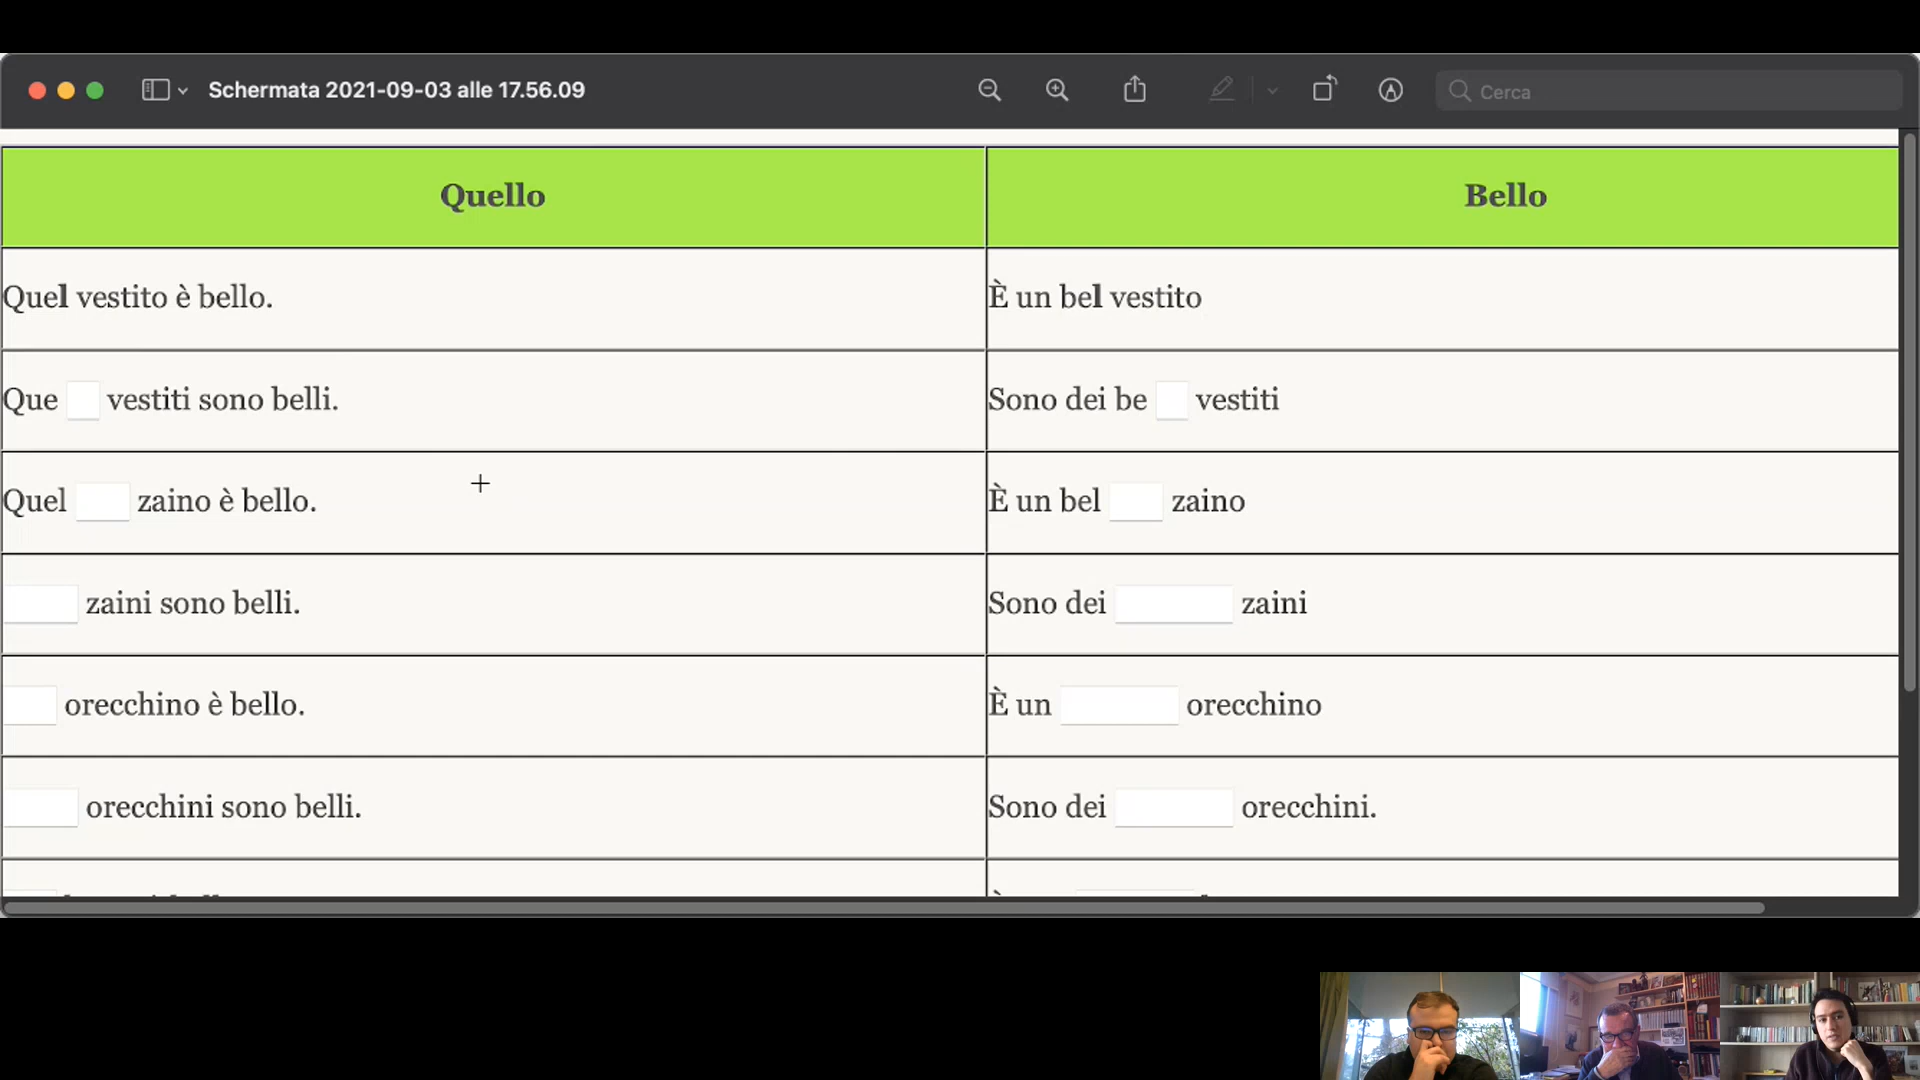 Schermata 2021-09-03 alle 17.56.09
Cerca
Quello
Bello
Quel vestito è bello.
È un bel vestito
Que vestiti sono belli.
Sono dei be vestiti
Quel zaino è bello.
È un bel zaino
zaini sono belli.
Sono dei zaini
orecchino è bello.
È un orecchino
orecchini sono belli.
Sono dei orecchini.